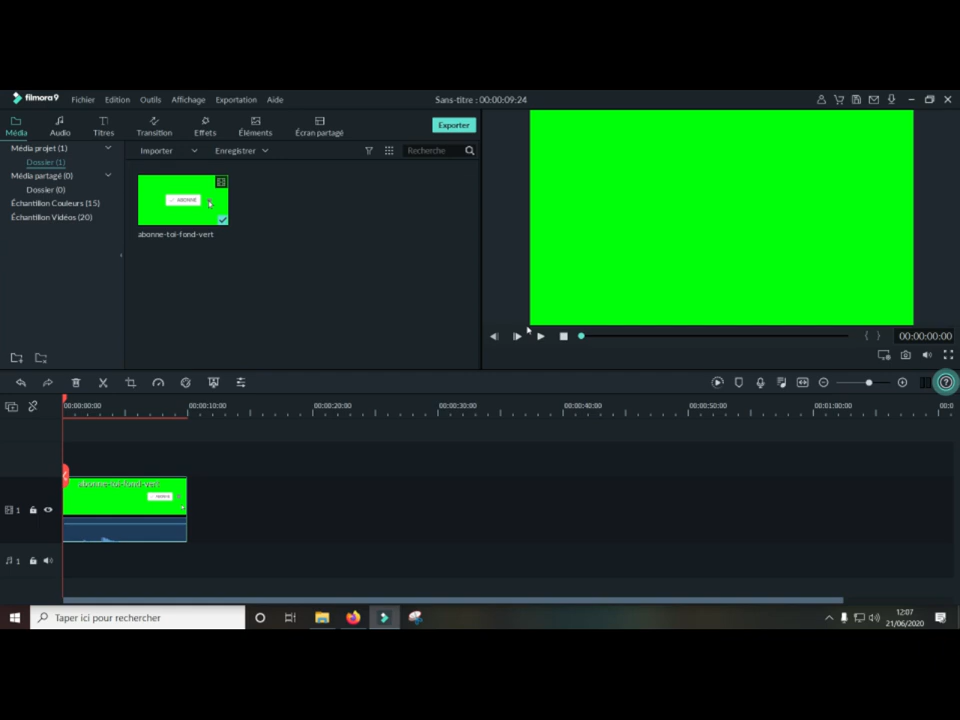 filmora9 Fichier Edition Outils Affichage Exportation Aide Sans-titre : 00:00:09:24
Média Audio Titres Transition Effets Éléments Écran partagé Exporter
Média projet (1) Importer Enregistrer Recherche
Dossier (1)
Média partagé (0)
Dossier (0)
Échantillon Couleurs (15)
Échantillon Vidéos (20)
ABONNE
abonne-toi-fond-vert
00:00:00:00
00:00:00:00 00:00:10:00 00:00:20:00 00:00:30:00 00:00:40:00 00:00:50:00 00:01:00:00 00:0
abonne-toi-fond-vert
1
1
Taper ici pour rechercher
12:07
21/06/2020